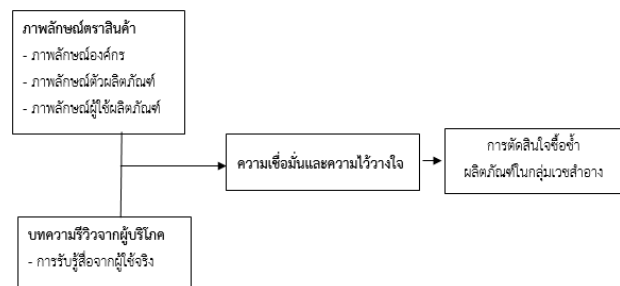 ภาพลักษณ์ตราสินค้า
- ภาพลักษณ์องค์กร
- ภาพลักษณ์ตัวผลิตภัณฑ์
- ภาพลักษณ์ผู้ใช้ผลิตภัณฑ์
ความเชื่อมั่นและความไว้วางใจ
การตัดสินใจซื้อซ้ำ
ผลิตภัณฑ์ในกลุ่มเวชสำอาง
บทความรีวิวจากผู้บริโภค
- การรับรู้สื่อจากผู้ใช้จริง